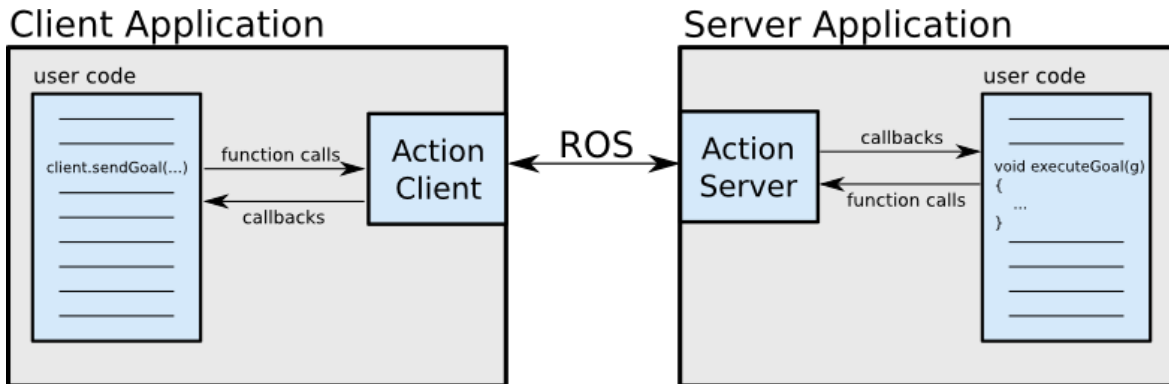 Client Application
user code
client.sendGoal(...)
function calls
callbacks
Action
Client
ROS
Server Application
Action
Server
callbacks
function calls
user code
void executeGoal(g)
{
...
}